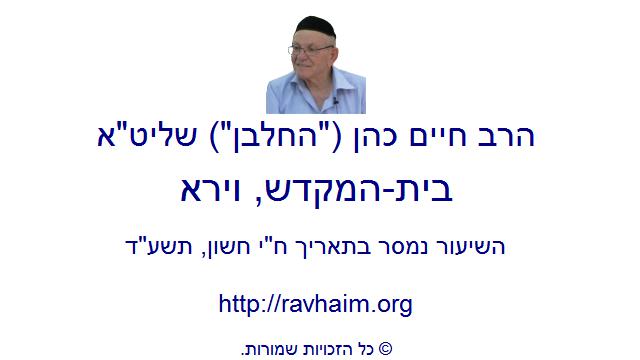 הרב חיים כהן ("החלבן") שליט"א
בית-המקדש, וירא
השיעור נמסר בתאריך ח"י חשון, תשע"ד
http://ravhaim.org
© כל הזכויות שמורות.